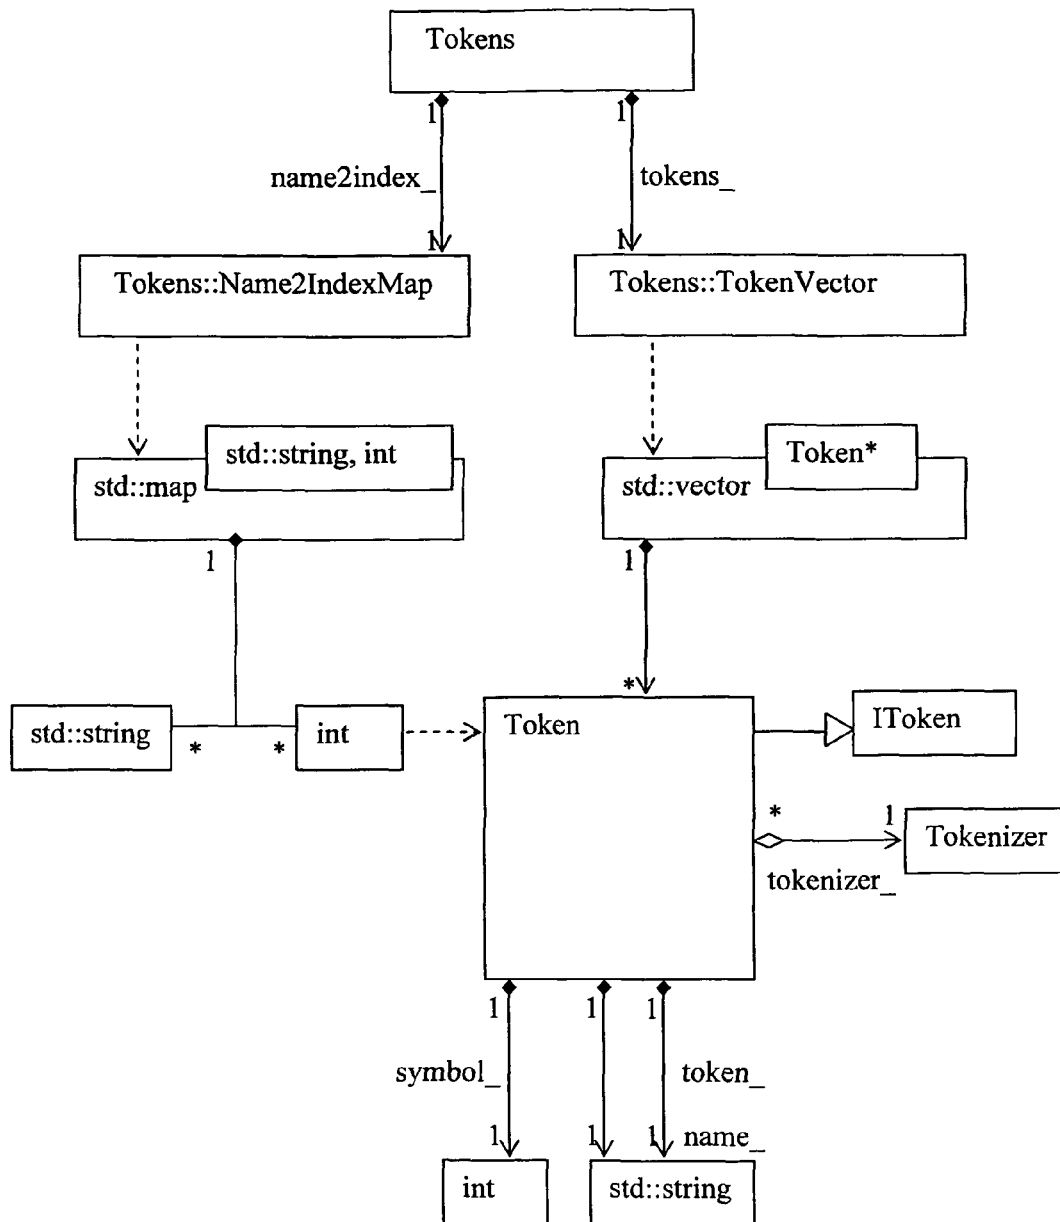 Tokens
1 1
name2index_ tokens_
1 1
Tokens::Name2IndexMap Tokens::TokenVector
std::string, int Token*
std::map std::vector
1 1
*
std::string * * int Token IToken
* 1
Tokenizer
tokenizer_
1 1 1
symbol_ token_
1 1 1 name_
int std::string